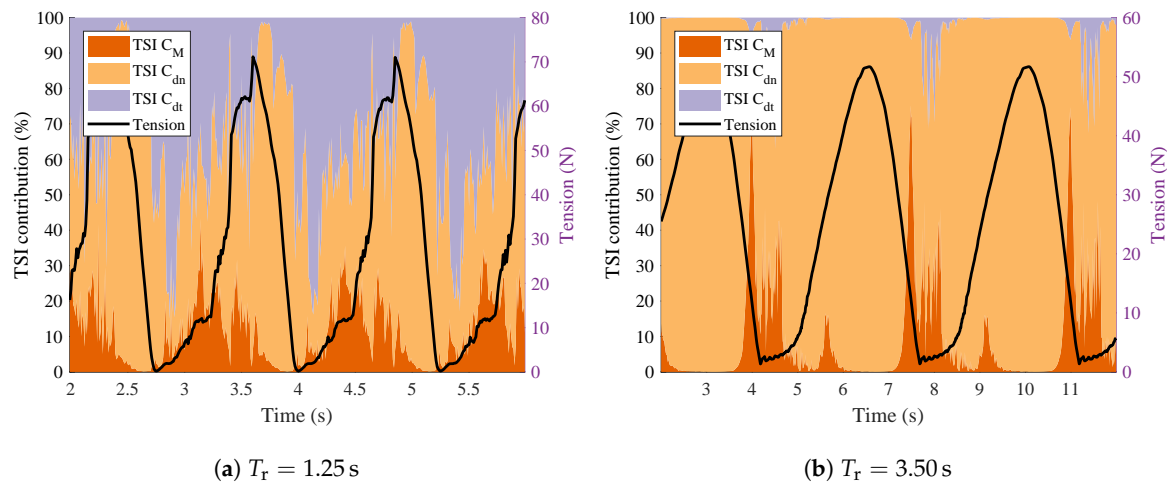 100
90
80
70
60
50
40
30
20
10
0
TSI contribution (%)
TSI C_M
TSI C_dn
TSI C_dt
Tension
80
70
60
50
40
30
20
10
0
Tension (N)
2 2.5 3 3.5 4 4.5 5 5.5
Time (s)
(a) T_r = 1.25 s
100
90
80
70
60
50
40
30
20
10
0
TSI contribution (%)
TSI C_M
TSI C_dn
TSI C_dt
Tension
60
50
40
30
20
10
0
Tension (N)
3 4 5 6 7 8 9 10 11
Time (s)
(b) T_r = 3.50 s